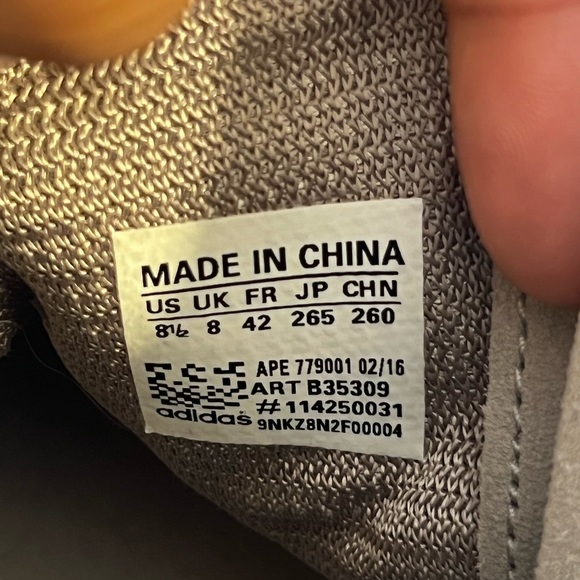 MADE IN CHINA
US UK FR JP CHN
8½ 8 42 265 260
APE 779001 02/16
ART B35309
# 114250031
adidas 9NKZ8N2F00004